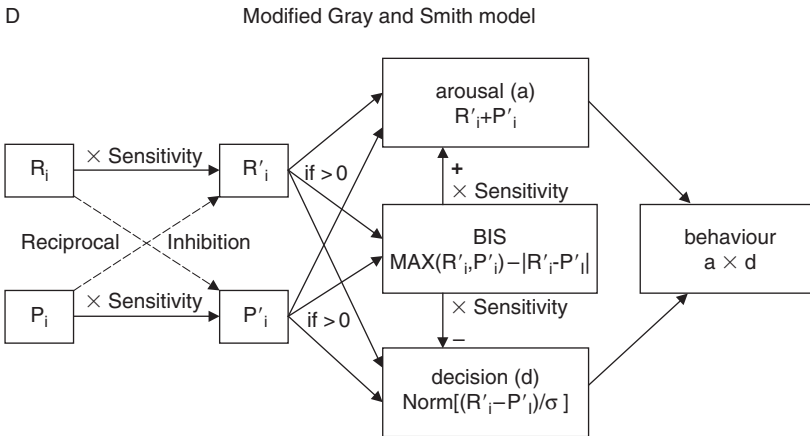 D
Modified Gray and Smith model
arousal (a)
R'i+P'i
× Sensitivity
Ri
R'i
if > 0
+
× Sensitivity
Reciprocal
Inhibition
BIS
MAX(R'i,P'i)−|R'i-P'l|
behaviour
a × d
× Sensitivity
Pi
P'i
if > 0
× Sensitivity
−
decision (d)
Norm[(R'i−P'l)/σ ]